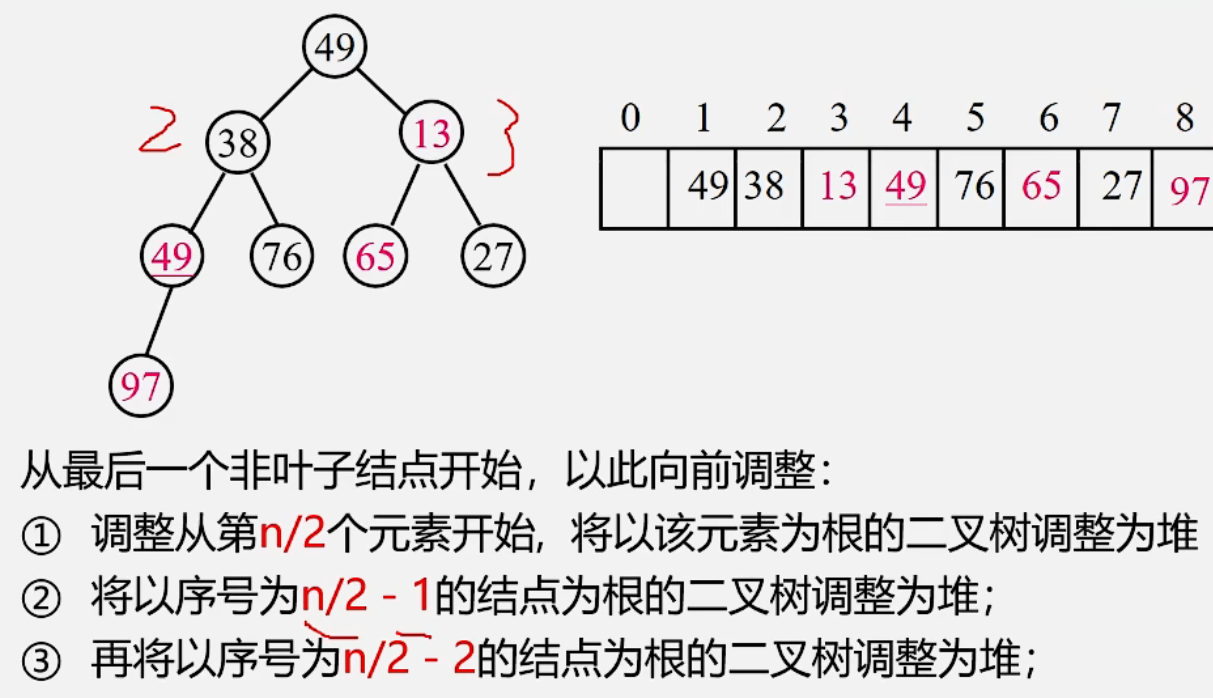 49
2 38 13 3
49 76 65 27
97
0 1 2 3 4 5 6 7 8
49 38 13 49 76 65 27 97
从最后一个非叶子结点开始，以此向前调整：
① 调整从第n/2个元素开始，将以该元素为根的二叉树调整为堆
② 将以序号为n/2 - 1的结点为根的二叉树调整为堆；
③ 再将以序号为n/2 - 2的结点为根的二叉树调整为堆；